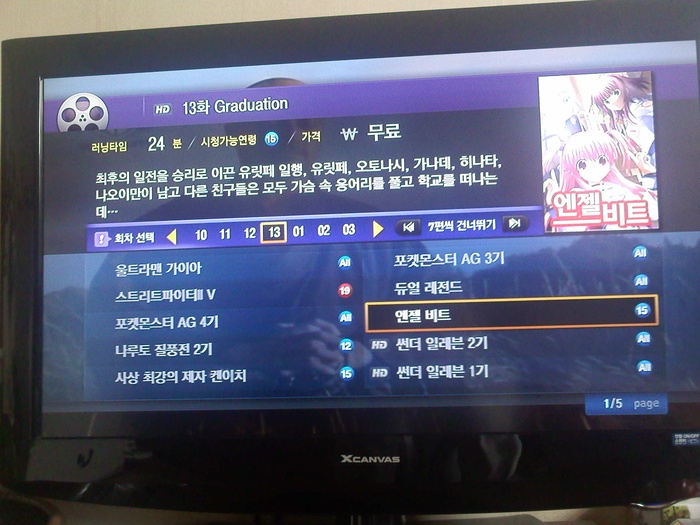 HD 13화 Graduation
러닝타임 24 분 / 시청가능연령 15 / 가격 ₩ 무료
최후의 일전을 승리로 이끈 유릿페 일행, 유릿페, 오토나시, 가나데, 히나타,
나오이만이 남고 다른 친구들은 모두 가슴 속 응어리를 풀고 학교를 떠나는
데…
엔젤비트
회차 선택 10 11 12 13 01 02 03 7편씩 건너뛰기
울트라맨 가이아 All
스트리트파이터Ⅱ V 19
포켓몬스터 AG 4기 All
나루토 질풍전 2기 12
사상 최강의 제자 켄이치 15
포켓몬스터 AG 3기 All
듀얼 레전드 All
엔젤 비트 15
HD 썬더 일레븐 2기 All
HD 썬더 일레븐 1기 All
1/5 page
XCANVAS